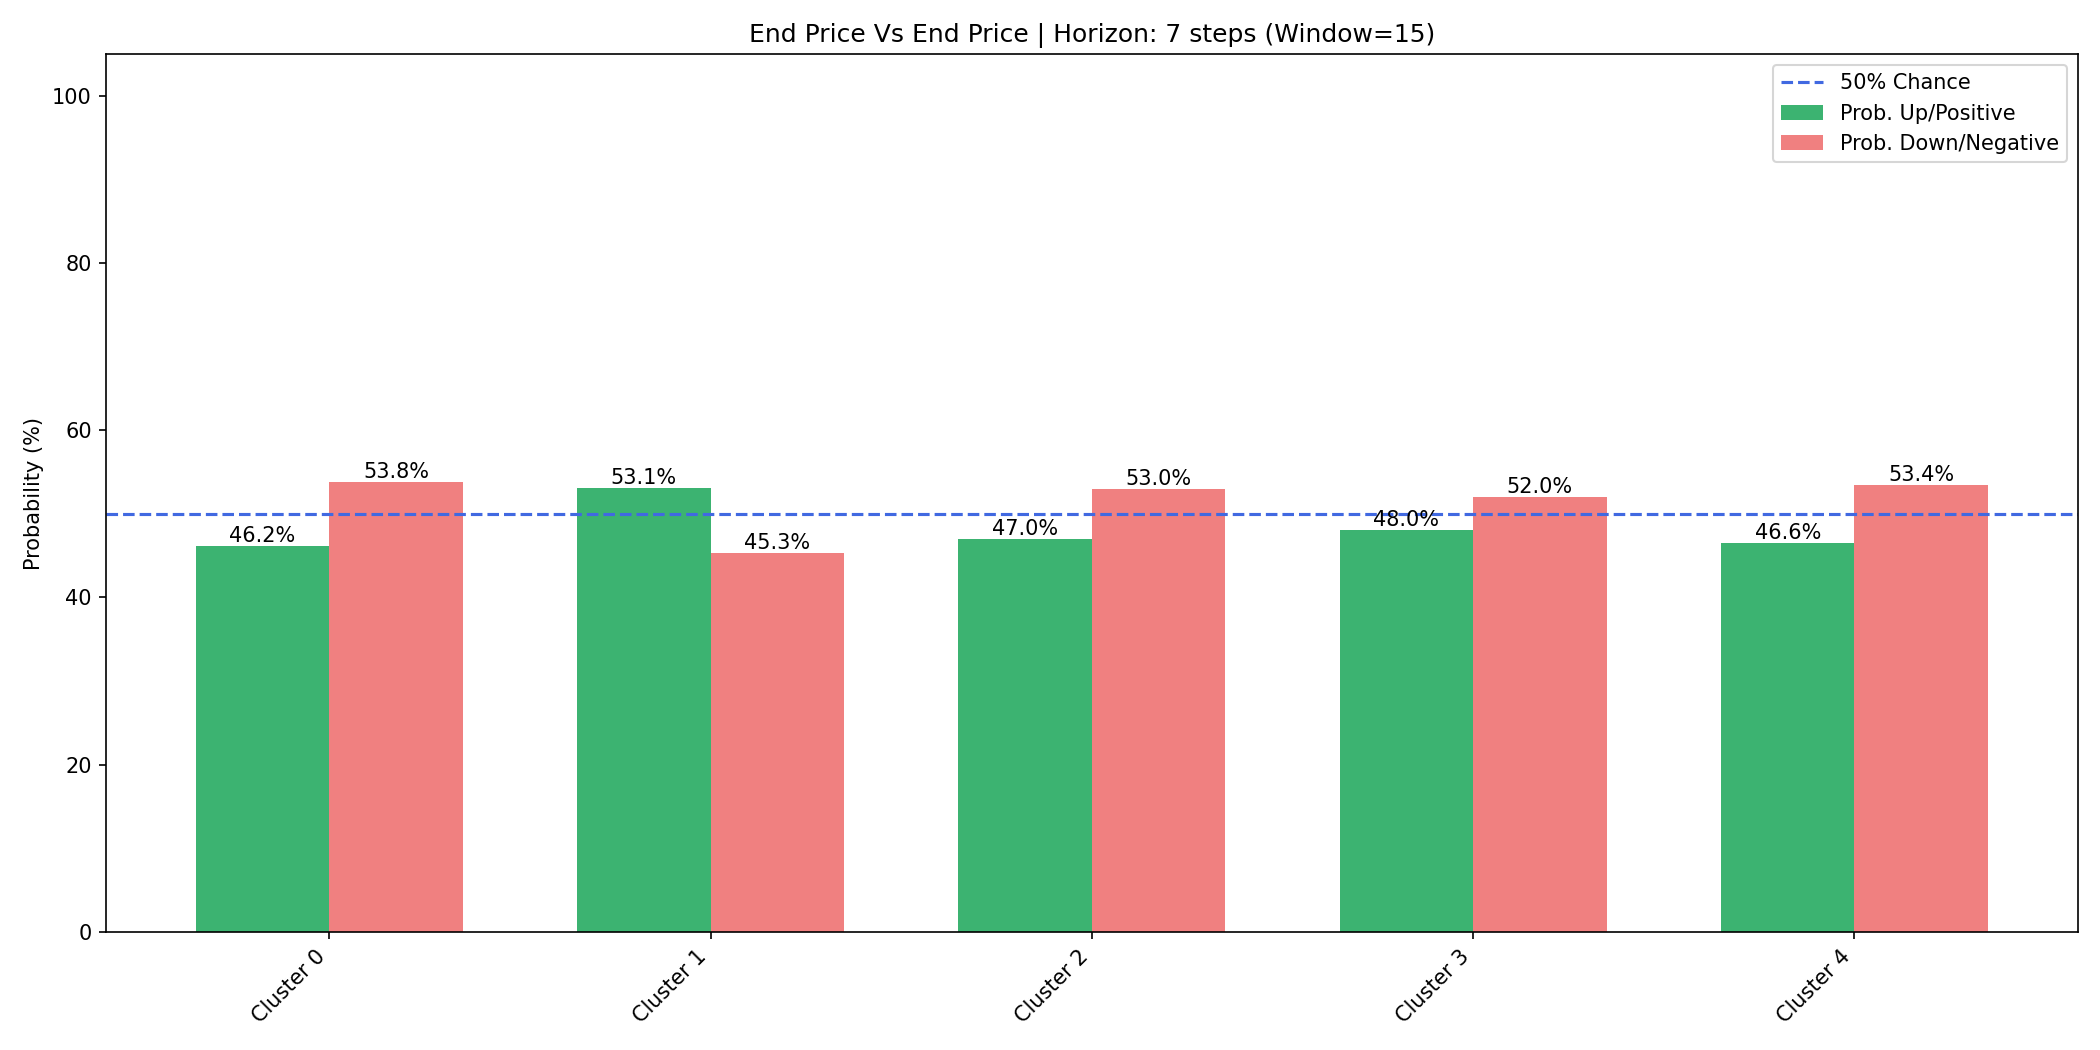 End Price Vs End Price | Horizon: 7 steps (Window=15)
50% Chance
Prob. Up/Positive
Prob. Down/Negative
Probability (%)
100
80
60
40
20
0
46.2%
53.8%
53.1%
45.3%
47.0%
53.0%
48.0%
52.0%
46.6%
53.4%
Cluster 0
Cluster 1
Cluster 2
Cluster 3
Cluster 4